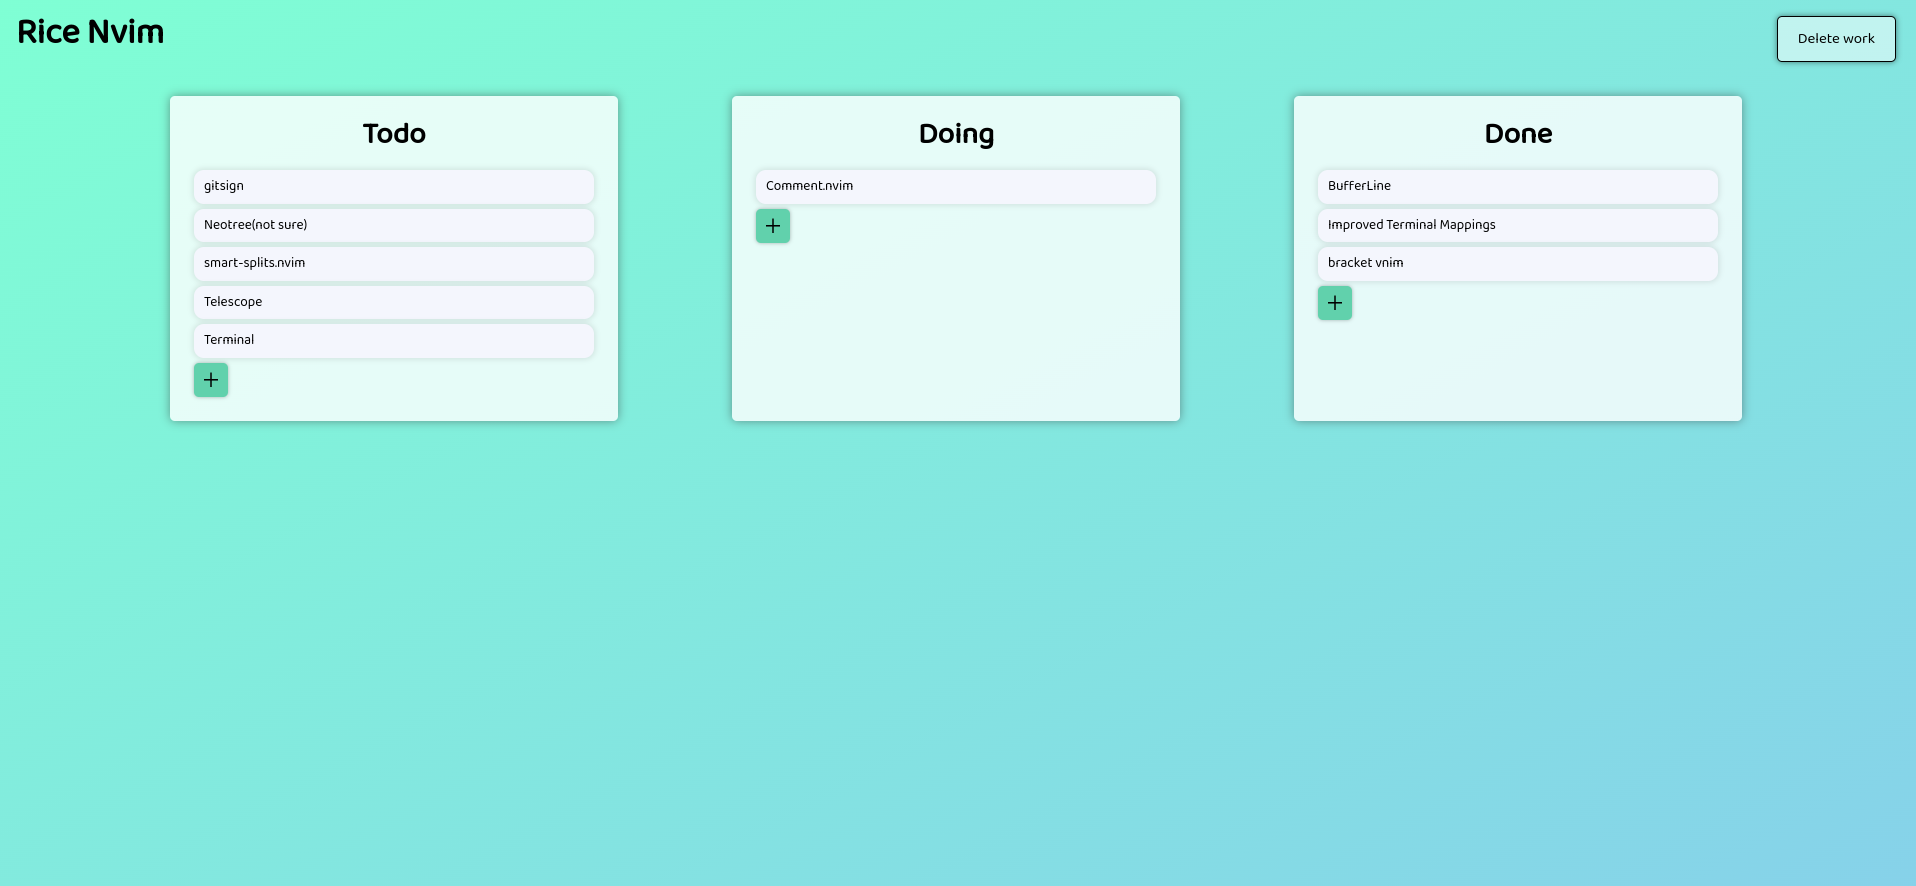 Rice Nvim
Delete work
Todo
gitsign
Neotree(not sure)
smart-splits.nvim
Telescope
Terminal
+
Doing
Comment.nvim
+
Done
BufferLine
Improved Terminal Mappings
bracket vnim
+